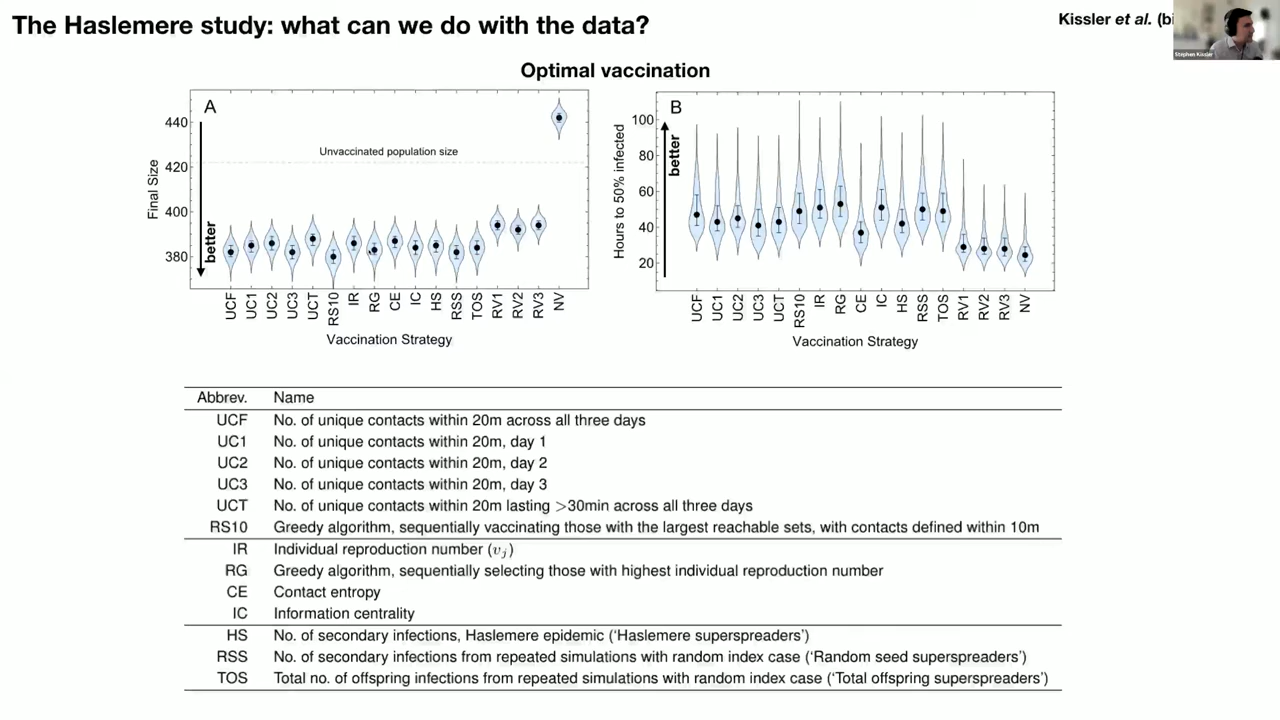 The Haslemere study: what can we do with the data?
Kissler et al. (bi
Stephen Kissler
Optimal vaccination
A
440
420
400
380
Final Size
better
Unvaccinated population size
UCF UC1 UC2 UC3 UCT RS10 IR RG CE IC HS RSS TOS RV1 RV2 RV3 NV
Vaccination Strategy
B
100
80
60
40
20
Hours to 50% infected
better
UCF UC1 UC2 UC3 UCT RS10 IR RG CE IC HS RSS TOS RV1 RV2 RV3 NV
Vaccination Strategy
Abbrev. Name
UCF No. of unique contacts within 20m across all three days
UC1 No. of unique contacts within 20m, day 1
UC2 No. of unique contacts within 20m, day 2
UC3 No. of unique contacts within 20m, day 3
UCT No. of unique contacts within 20m lasting >30min across all three days
RS10 Greedy algorithm, sequentially vaccinating those with the largest reachable sets, with contacts defined within 10m
IR Individual reproduction number (vⱼ)
RG Greedy algorithm, sequentially selecting those with highest individual reproduction number
CE Contact entropy
IC Information centrality
HS No. of secondary infections, Haslemere epidemic (‘Haslemere superspreaders’)
RSS No. of secondary infections from repeated simulations with random index case (‘Random seed superspreaders’)
TOS Total no. of offspring infections from repeated simulations with random index case (‘Total offspring superspreaders’)